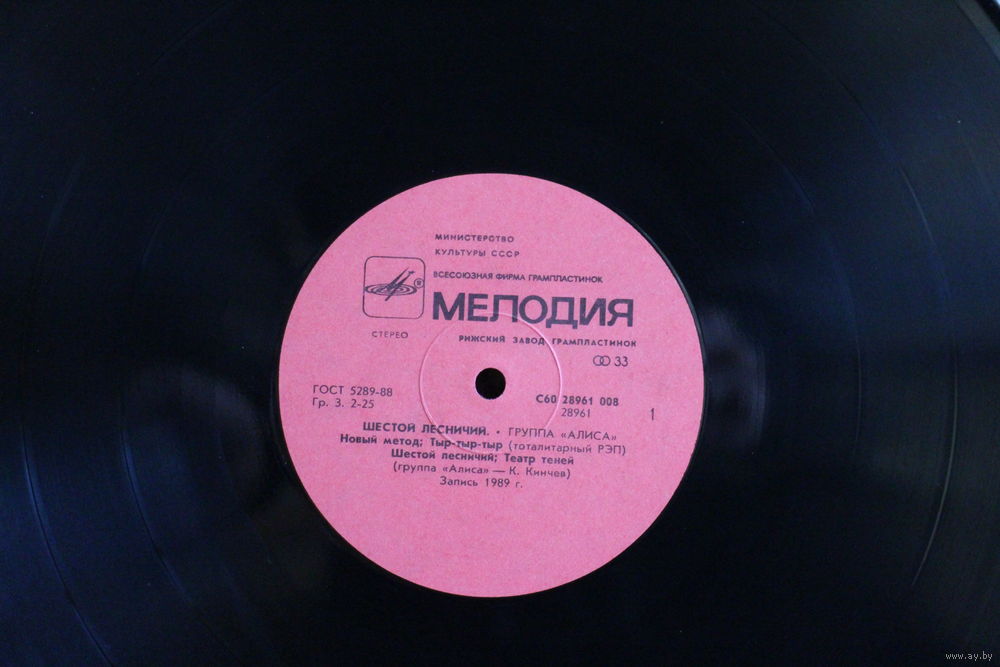 МИНИСТЕРСТВО
КУЛЬТУРЫ СССР
ВСЕСОЮЗНАЯ ФИРМА ГРАМПЛАСТИНОК
МЕЛОДИЯ
СТЕРЕО
РИЖСКИЙ ЗАВОД ГРАМПЛАСТИНОК
33
ГОСТ 5289-88
Гр. 3. 2-25
С60 28961 008
28961
1
ШЕСТОЙ ЛЕСНИЧИЙ. • ГРУППА «АЛИСА»
Новый метод; Тыр-тыр-тыр (тоталитарный РЭП)
Шестой лесничий; Театр теней
(группа «Алиса» — К. Кинчев)
Запись 1989 г.
www.ay.by